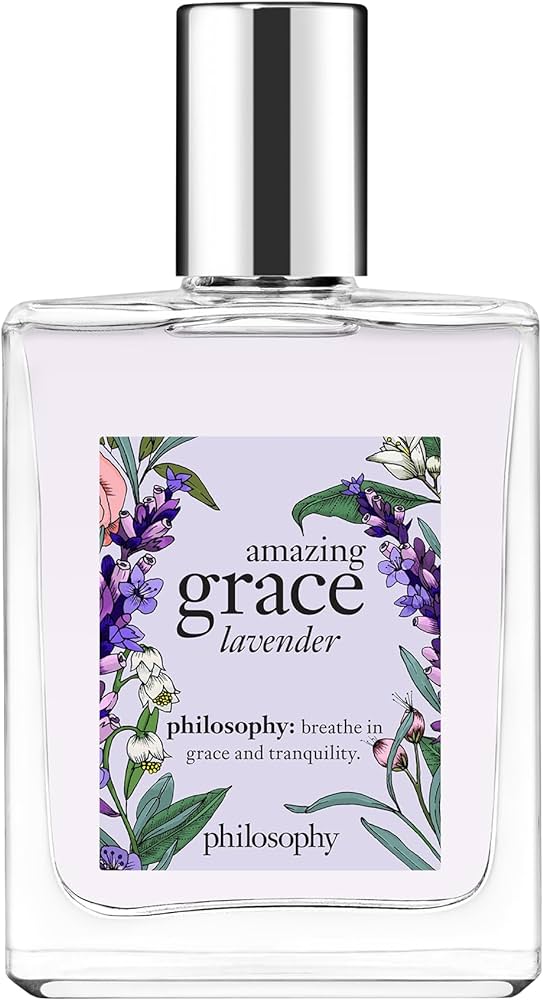 amazing
grace
lavender
philosophy: breathe in
grace and tranquility.
philosophy